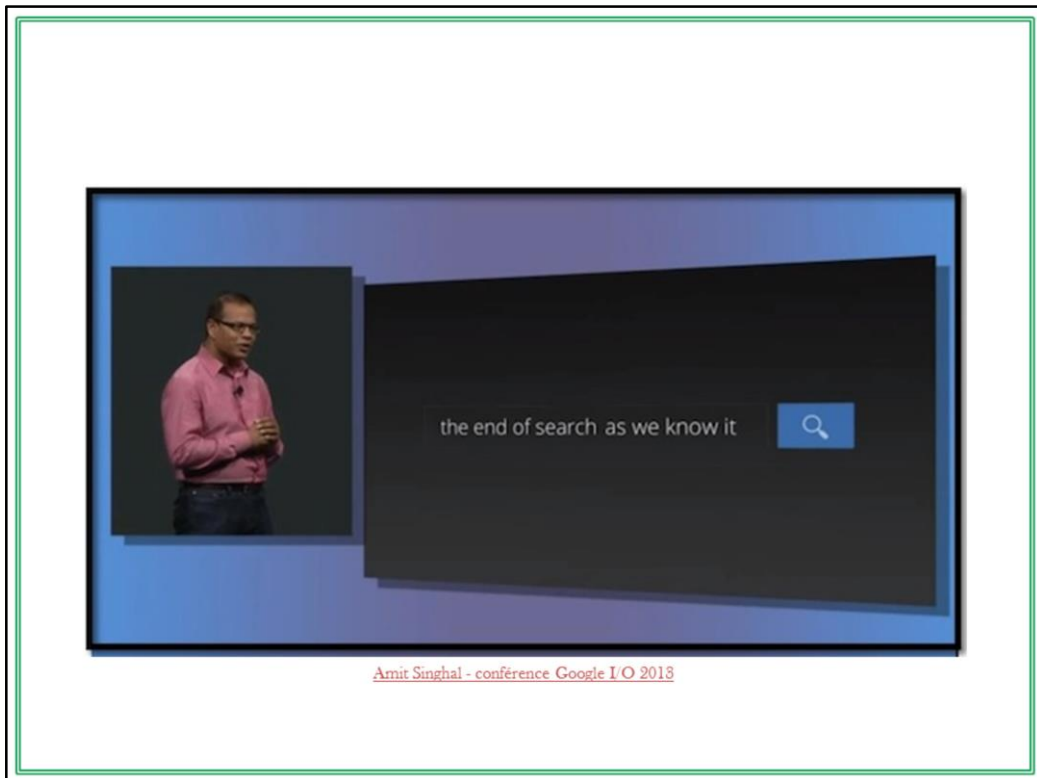 the end of search as we know it
Amit Singhal - conférence Google I/O 2013